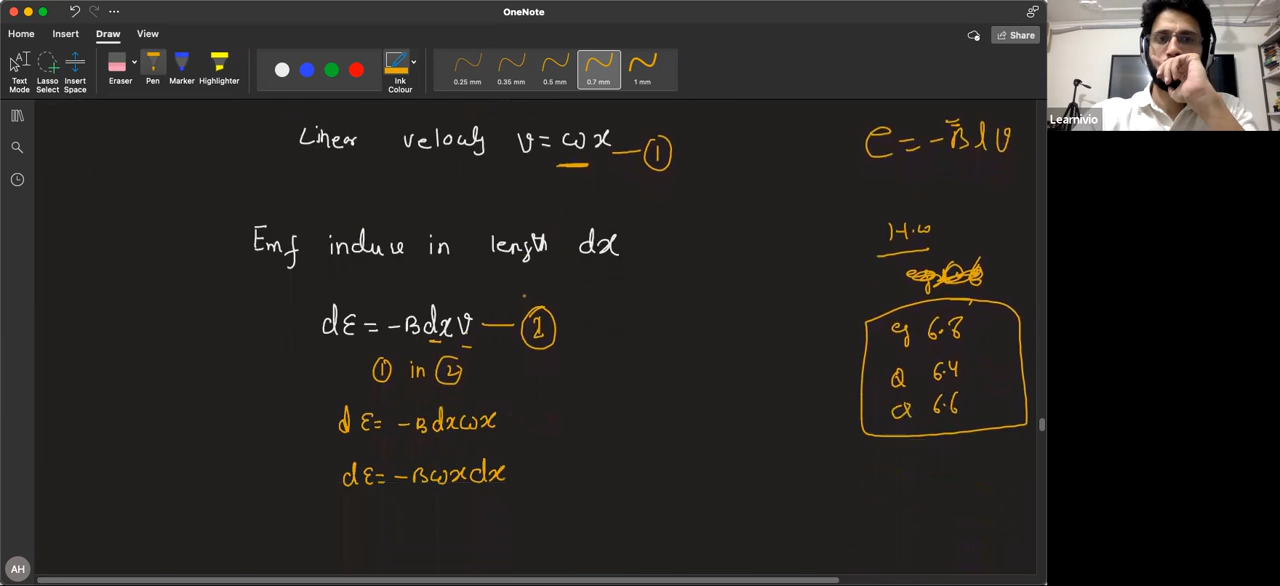 OneNote
Home Insert Draw View
Share
Text Mode
Lasso Select
Insert Space
Eraser
Pen
Marker
Highlighter
Ink Colour
0.25 mm
0.35 mm
0.5 mm
0.7 mm
1 mm
Learnivio
Linear velouly v = ωx — ①
e = -Blv
Emf induce in length dx
H.w
dε = -Bdxv — ②
① in ②
dε = -Bdxωx
dε = -Bωxdx
eg 6.8
Q 6.4
Q 6.6
AH